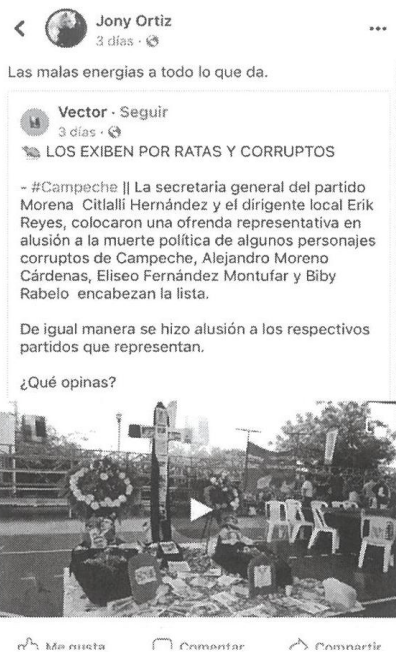 Jony Ortiz
3 días ·
Las malas energias a todo lo que da.
Vector · Seguir
3 días ·
LOS EXIBEN POR RATAS Y CORRUPTOS
- #Campeche || La secretaria general del partido
Morena Citlalli Hernández y el dirigente local Erik
Reyes, colocaron una ofrenda representativa en
alusión a la muerte política de algunos personajes
corruptos de Campeche, Alejandro Moreno
Cárdenas, Eliseo Fernández Montufar y Biby
Rabelo encabezan la lista.
De igual manera se hizo alusión a los respectivos
partidos que representan.
¿Qué opinas?
Me gusta Comentar Compartir